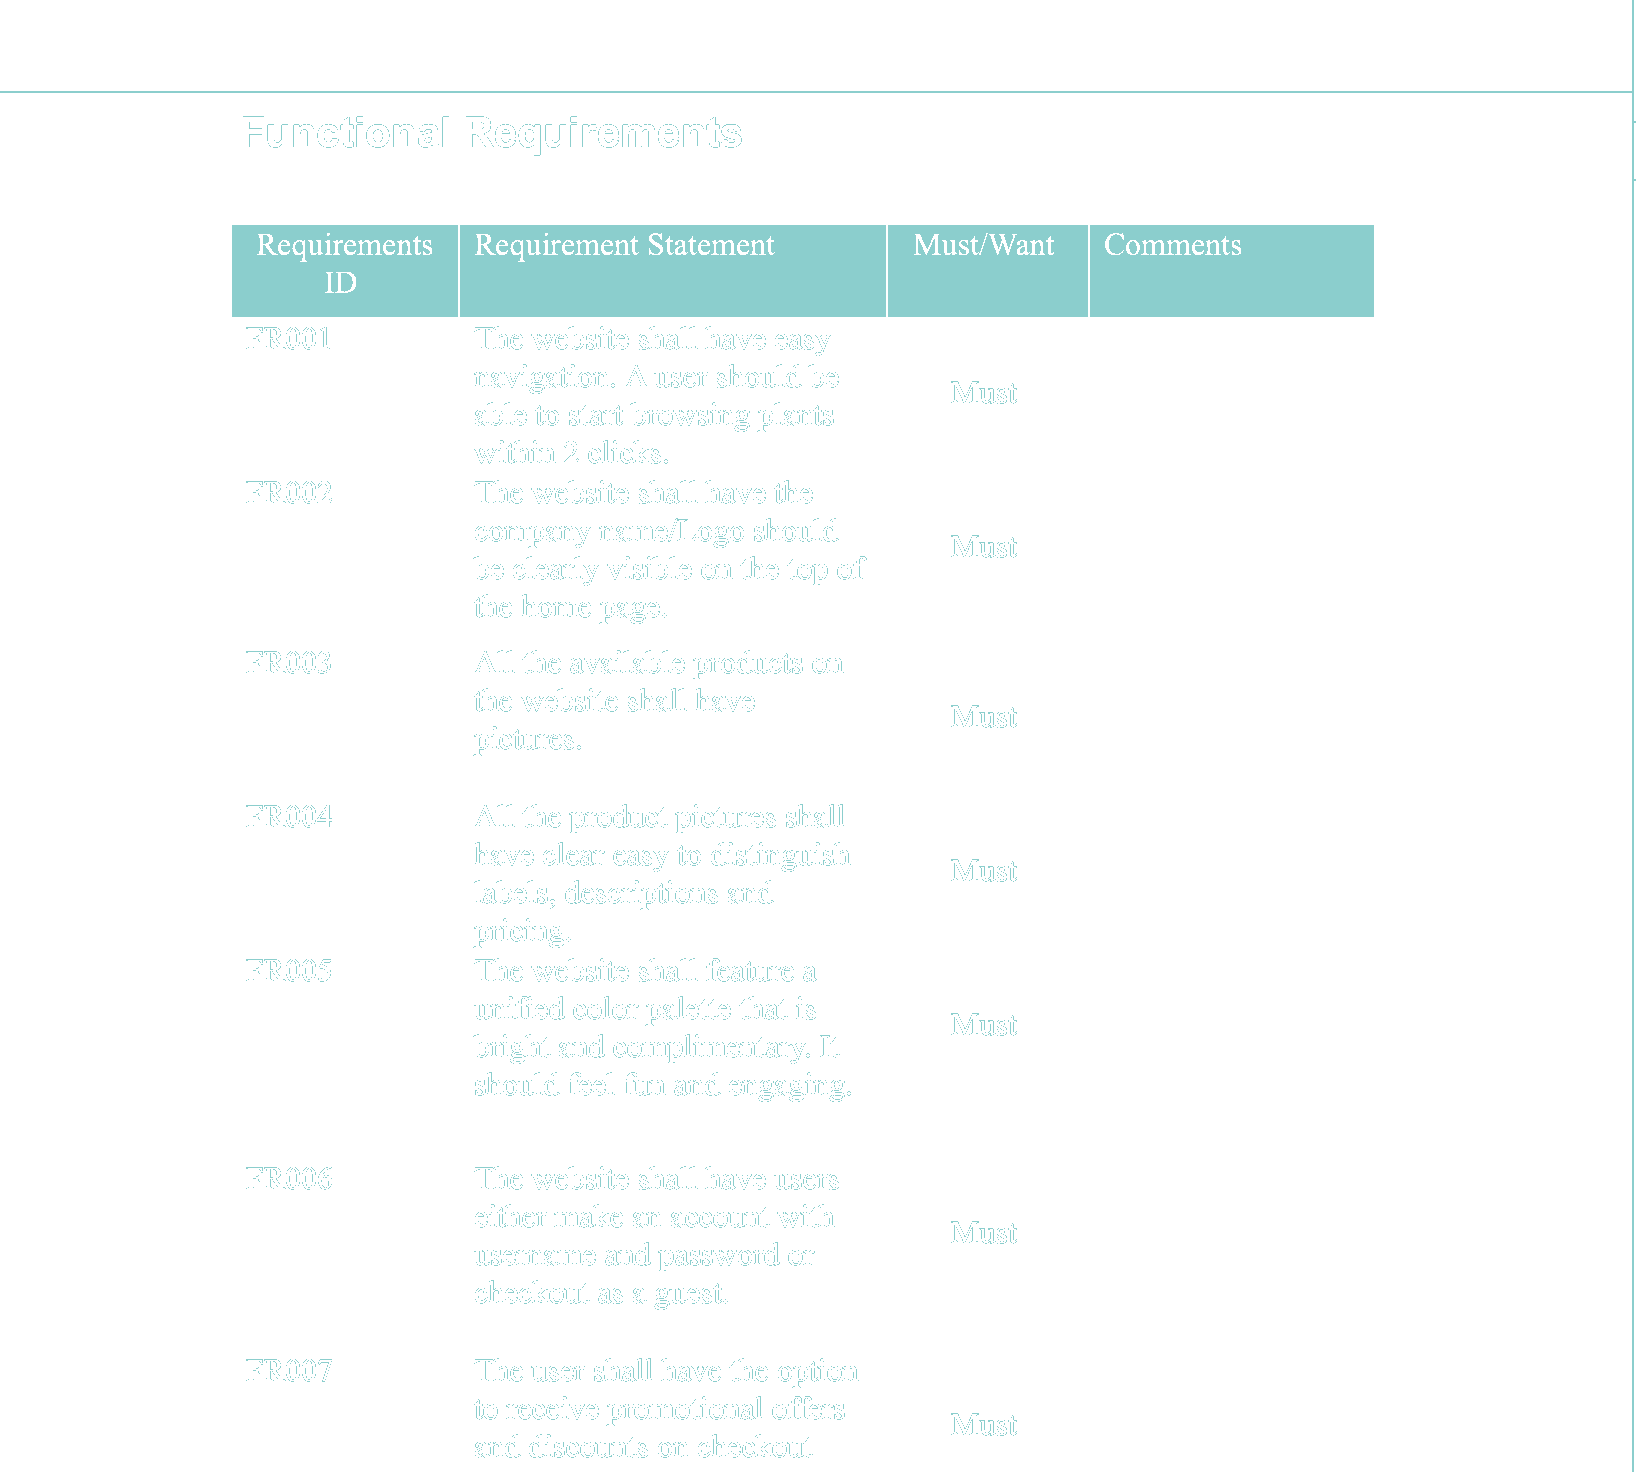 Functional Requirements
Requirements
ID
Requirement Statement
Must/Want
Comments
FR001
The website shall have easy
navigation. A user should be
able to start browsing plants
within 2 clicks.
Must
FR002
The website shall have the
company name/Logo should
be clearly visible on the top of
the home page.
Must
FR003
All the available products on
the website shall have
pictures.
Must
FR004
All the product pictures shall
have clear easy to distinguish
labels, descriptions and
pricing.
Must
FR005
The website shall feature a
unified color palette that is
bright and complimentary. It
should feel fun and engaging.
Must
FR006
The website shall have users
either make an account with
username and password or
checkout as a guest.
Must
FR007
The user shall have the option
to receive promotional offers
and discounts on checkout
Must